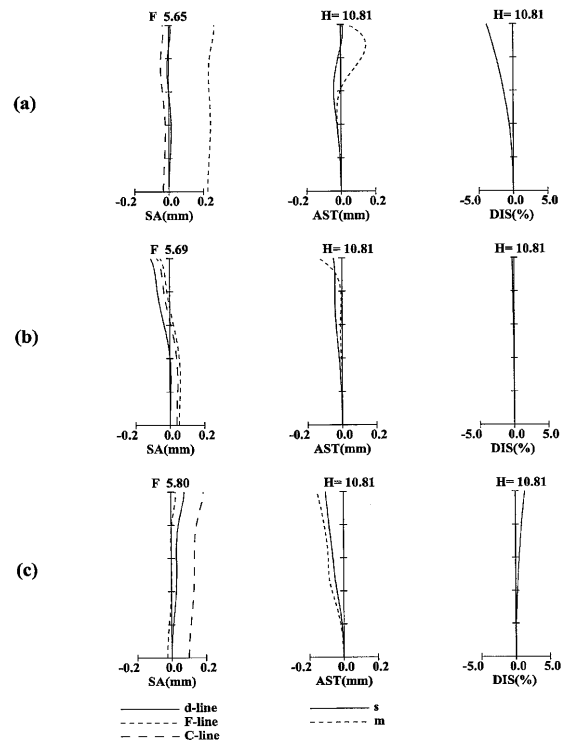 F 5.65 H= 10.81 H= 10.81
(a)
-0.2 0.0 0.2 -0.2 0.0 0.2 -5.0 0.0 5.0
SA(mm) AST(mm) DIS(%)
F 5.69 H= 10.81 H= 10.81
(b)
-0.2 0.0 0.2 -0.2 0.0 0.2 -5.0 0.0 5.0
SA(mm) AST(mm) DIS(%)
F 5.80 H= 10.81 H= 10.81
(c)
-0.2 0.0 0.2 -0.2 0.0 0.2 -5.0 0.0 5.0
SA(mm) AST(mm) DIS(%)
d-line s
F-line m
C-line